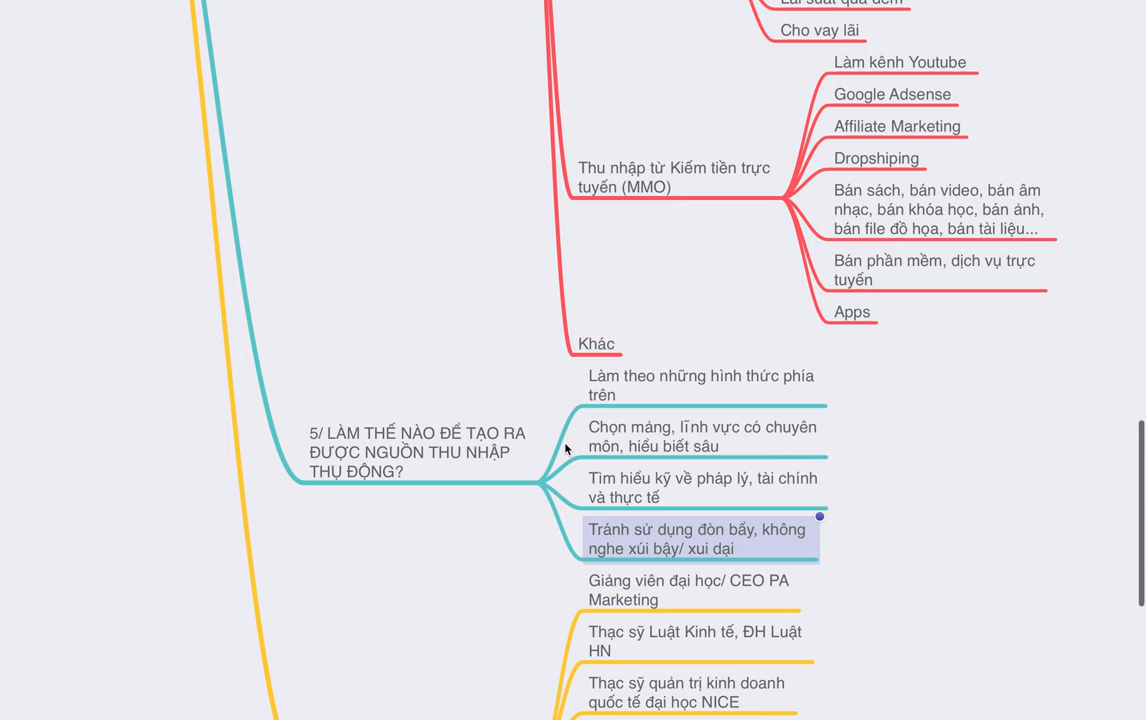 Lãi suất qua đêm
Cho vay lãi
Làm kênh Youtube
Google Adsense
Affiliate Marketing
Dropshiping
Thu nhập từ Kiếm tiền trực
tuyến (MMO)
Bán sách, bán video, bán âm
nhạc, bán khóa học, bán ảnh,
bán file đồ họa, bán tài liệu...
Bán phần mềm, dịch vụ trực
tuyến
Apps
Khác
5/ LÀM THẾ NÀO ĐỂ TẠO RA
ĐƯỢC NGUỒN THU NHẬP
THỤ ĐỘNG?
Làm theo những hình thức phía
trên
Chọn mảng, lĩnh vực có chuyên
môn, hiểu biết sâu
Tìm hiểu kỹ về pháp lý, tài chính
và thực tế
Tránh sử dụng đòn bẩy, không
nghe xúi bậy/ xui dại
Giảng viên đại học/ CEO PA
Marketing
Thạc sỹ Luật Kinh tế, ĐH Luật
HN
Thạc sỹ quản trị kinh doanh
quốc tế đại học NICE